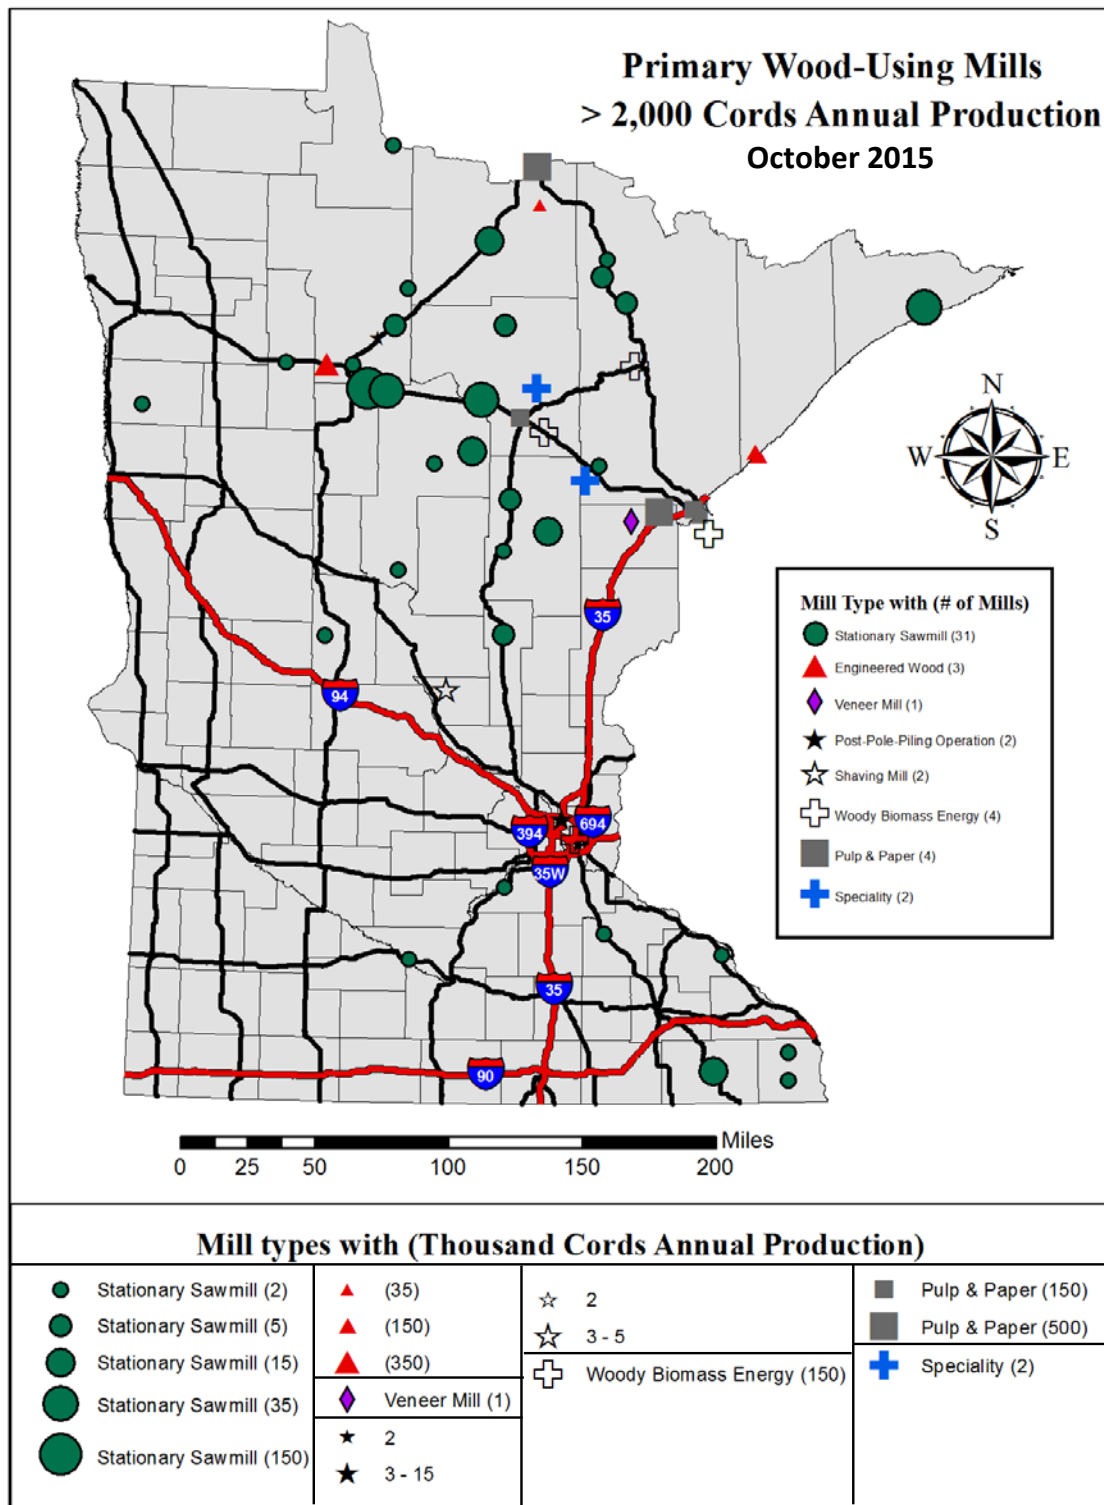 Primary Wood-Using Mills
> 2,000 Cords Annual Production
October 2015
N
W
E
S
Mill Type with (# of Mills)
Stationary Sawmill (31)
Engineered Wood (3)
Veneer Mill (1)
Post-Pole-Piling Operation (2)
Shaving Mill (2)
Woody Biomass Energy (4)
Pulp & Paper (4)
Speciality (2)
35
94
394
694
35W
35
90
Miles
0 25 50 100 150 200
Mill types with (Thousand Cords Annual Production)
Stationary Sawmill (2)
Stationary Sawmill (5)
Stationary Sawmill (15)
Stationary Sawmill (35)
Stationary Sawmill (150)
(35)
(150)
(350)
Veneer Mill (1)
2
3 - 15
2
3 - 5
Woody Biomass Energy (150)
Pulp & Paper (150)
Pulp & Paper (500)
Speciality (2)